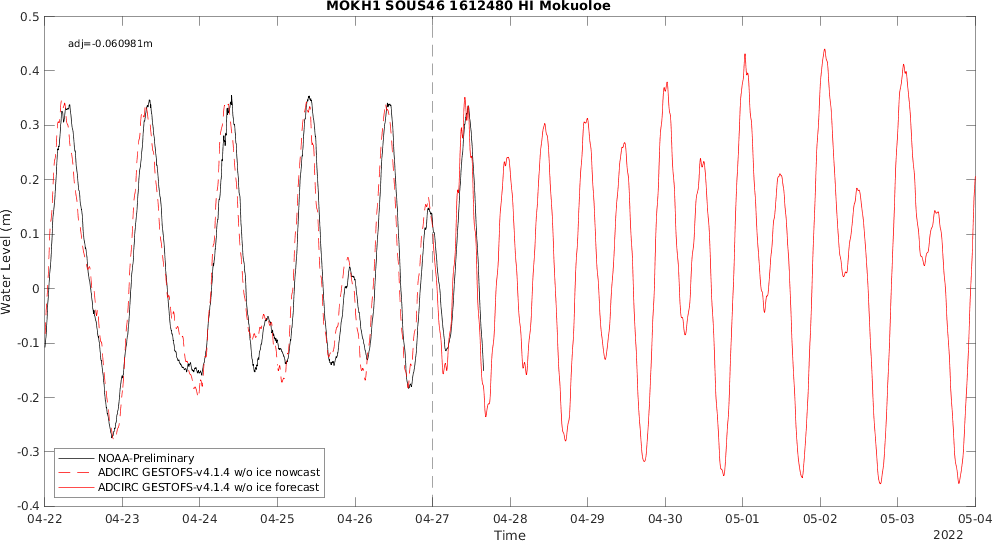 MOKH1 SOUS46 1612480 HI Mokuoloe
adj=-0.060981m
0.5
0.4
0.3
0.2
0.1
0
-0.1
-0.2
-0.3
-0.4
Water Level (m)
NOAA-Preliminary
ADCIRC GESTOFS-v4.1.4 w/o ice nowcast
ADCIRC GESTOFS-v4.1.4 w/o ice forecast
04-22 04-23 04-24 04-25 04-26 04-27 04-28 04-29 04-30 05-01 05-02 05-03 05-04
Time
2022